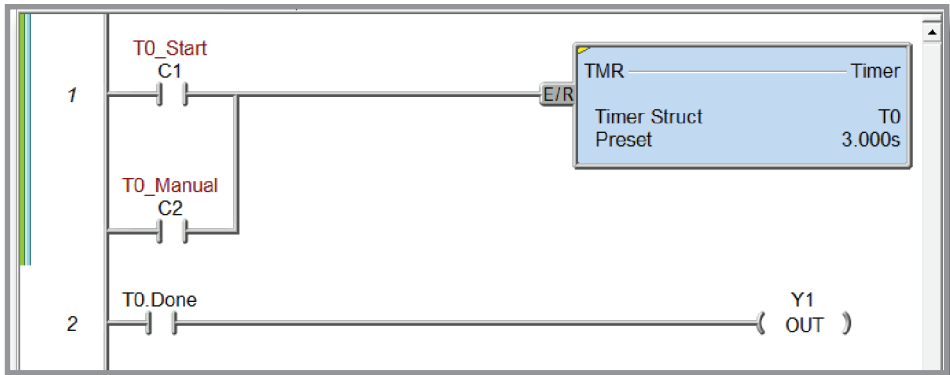 T0_Start
C1
1
E/R
TMR Timer
Timer Struct T0
Preset 3.000s
T0_Manual
C2
T0.Done
2
Y1
OUT